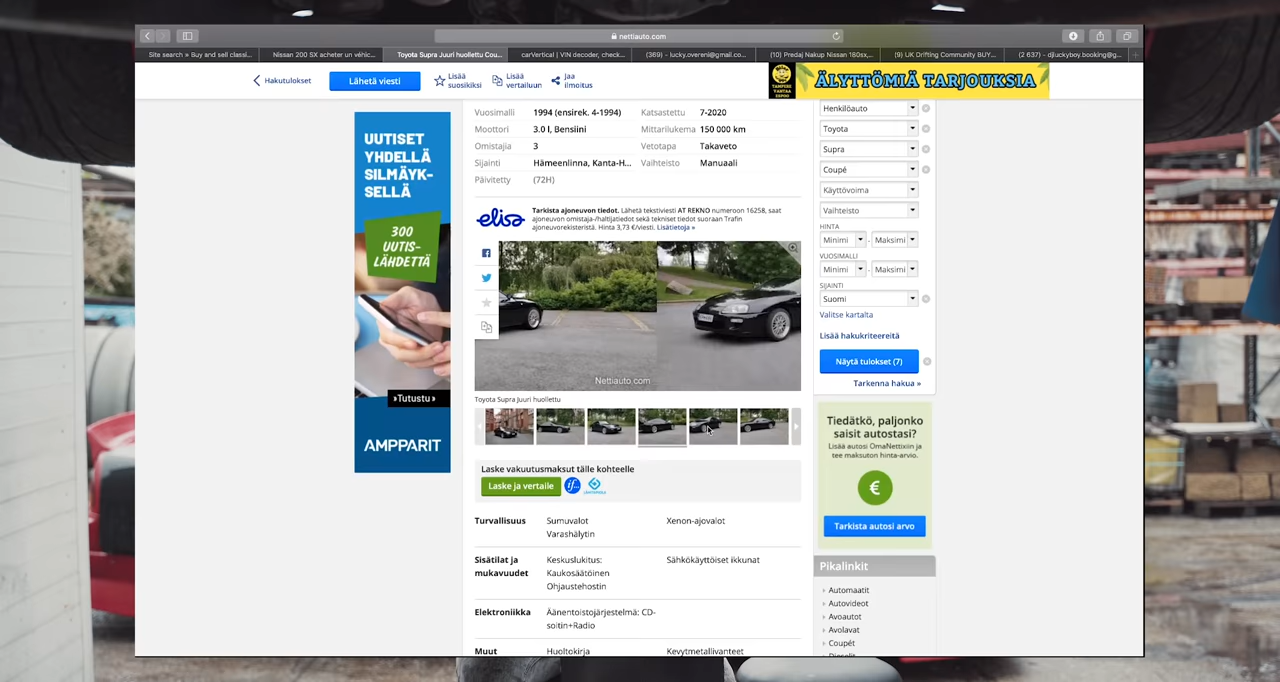 nettiauto.com
Site search » Buy and sell classi...
Nissan 200 SX acheter un véhic...
Toyota Supra Juuri huollettu Cou...
carVertical | VIN decoder, check...
(369) - lucky.overeni@gmail.co...
(10) Predaj Nakup Nissan 180sx,...
(9) UK Drifting Community BUY...
(2 637) - djluckyboy.booking@g...
Hakutulokset
Lähetä viesti
Lisää
suosikiksi
Lisää
vertailuun
Jaa
ilmoitus
ÄLYTTÖMIÄ TARJOUKSIA
UUTISET
YHDELLÄ
SILMÄYK-
SELLÄ
300
UUTIS-
LÄHDETTÄ
»Tutustu»
AMPPARIT
Vuosimalli 1994 (ensirek. 4-1994) Katsastettu 7-2020
Moottori 3.0 l, Bensiini Mittarilukema 150 000 km
Omistajia 3 Vetotapa Takaveto
Sijainti Hämeenlinna, Kanta-H... Vaihteisto Manuaali
Päivitetty (72H)
elisa
Tarkista ajoneuvon tiedot. Lähetä tekstiviesti AT REKNO numeroon 16258, saat
ajoneuvon omistaja-/haltijatiedot sekä tekniset tiedot suoraan Trafin
ajoneuvorekisteristä. Hinta 3,73 €/viesti. Lisätietoja »
Nettiauto.com
Toyota Supra Juuri huollettu
Laske vakuutusmaksut tälle kohteelle
Laske ja vertaile
if...
Turvallisuus Sumuvalot Xenon-ajovalot
Varashälytin
Sisätilat ja Keskuslukitus: Sähkökäyttöiset ikkunat
mukavuudet Kaukosäätöinen
Ohjaustehostin
Elektroniikka Äänentoistojärjestelmä: CD-
soitin+Radio
Muut Huoltokirja Kevytmetallivanteet
Henkilöauto
Toyota
Supra
Coupé
Käyttövoima
Vaihteisto
HINTA
Minimi - Maksimi
VUOSIMALLI
Minimi - Maksimi
SIJAINTI
Suomi
Valitse kartalta
Lisää hakukriteereitä
Näytä tulokset (7)
Tarkenna hakua »
Tiedätkö, paljonko
saisit autostasi?
Lisää autosi OmaNettixiin ja
tee maksuton hinta-arvio.
€
Tarkista autosi arvo
Pikalinkit
Automaatit
Autovideot
Avoautot
Avolavat
Coupét